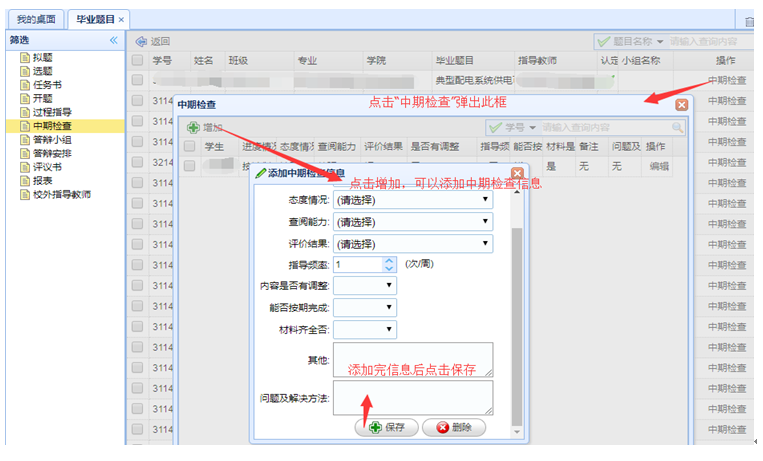 我的桌面 毕业题目 ×
筛选 «
拟题
选题
任务书
开题
过程指导
中期检查
答辩小组
答辩安排
评议书
报表
校外指导教师
返回 题目名称 请输入查询内容
学号 姓名 班级 专业 学院 毕业题目 指导教师 认定 小组名称 操作
典型配电系统供电 中期检查
点击“中期检查”弹出此框
3114 中期检查
中期检查
3114 中期检查
增加 学号 请输入查询内容
3114 中期检查
学生 进度情况 态度情况 查阅能力 评价结果 是否有调整 指导频 能否按 材料是 备注 问题及 操作
3214 是 无 无 编辑 中期检查
添加中期检查信息
点击增加，可以添加中期检查信息
3114 中期检查
态度情况: (请选择)
3114 中期检查
查阅能力: (请选择)
3114 中期检查
评价结果: (请选择)
3114 中期检查
指导频率: 1 (次/周)
3114 中期检查
内容是否有调整:
3114 中期检查
能否按期完成:
3114 中期检查
材料齐全否:
3114 中期检查
其他:
3114 中期检查
添加完信息后点击保存
3114 中期检查
问题及解决方法:
3114 中期检查
保存 删除
3114 中期检查